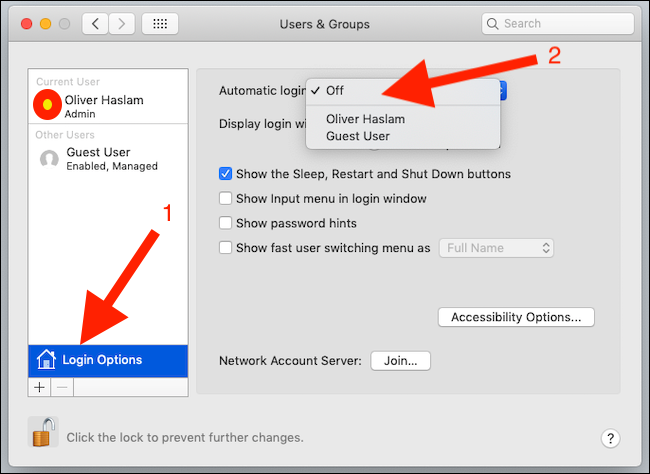 Users & Groups
Search
2
Current User
Oliver Haslam
Admin
Other Users
Guest User
Enabled, Managed
1
Login Options
+ −
Automatic login
✓ Off
Oliver Haslam
Guest User
Display login wi
Show the Sleep, Restart and Shut Down buttons
Show Input menu in login window
Show password hints
Show fast user switching menu as Full Name
Accessibility Options...
Network Account Server: Join...
Click the lock to prevent further changes.
?